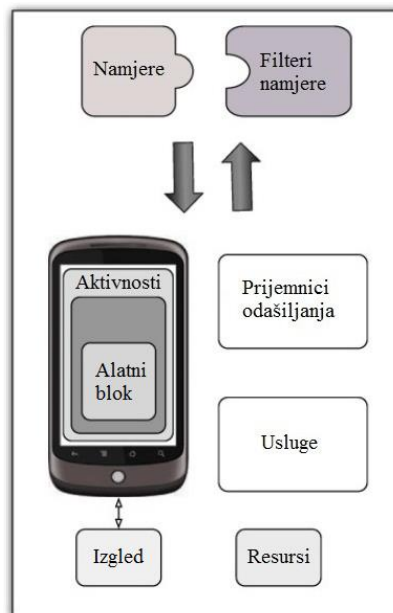 Namjere
Filteri
namjere
Aktivnosti
Alatni
blok
Prijemnici
odašiljanja
Usluge
Izgled
Resursi